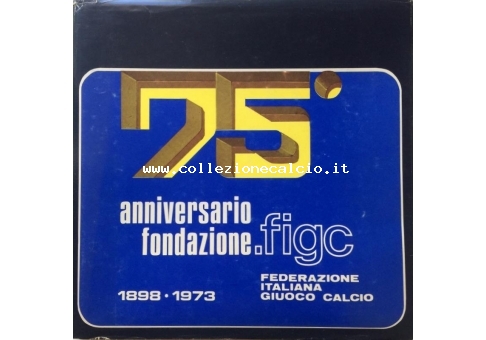 75°
www.collezionecalcio.it
anniversario
fondazione.figc
1898 · 1973
FEDERAZIONE
ITALIANA
GIUOCO CALCIO